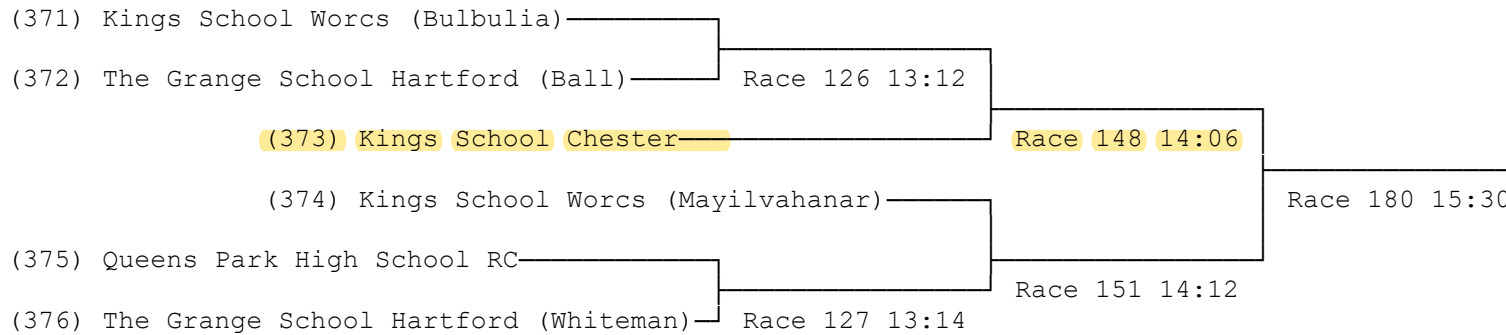 (371) Kings School Worcs (Bulbulia)
(372) The Grange School Hartford (Ball) Race 126 13:12
(373) Kings School Chester Race 148 14:06
(374) Kings School Worcs (Mayilvahanar) Race 180 15:30
(375) Queens Park High School RC
Race 151 14:12
(376) The Grange School Hartford (Whiteman) Race 127 13:14